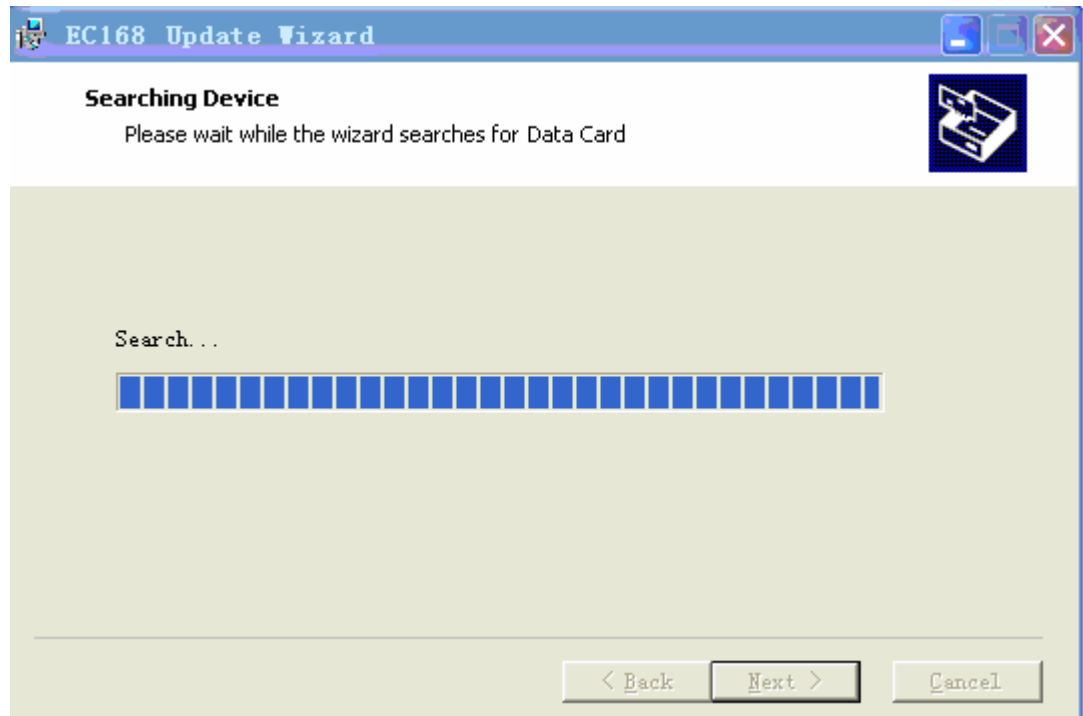 EC168 Update Wizard
Searching Device
Please wait while the wizard searches for Data Card
Search...
< Back
Next >
Cancel